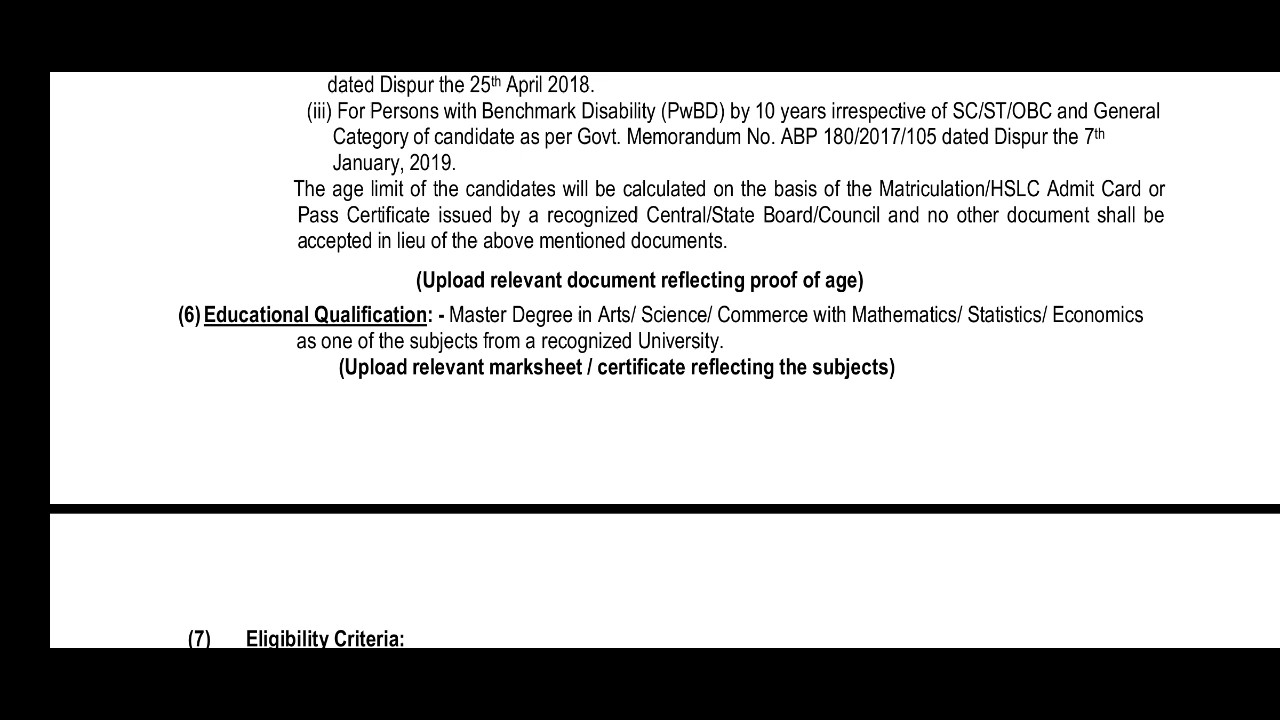 dated Dispur the 25th April 2018.
(iii) For Persons with Benchmark Disability (PwBD) by 10 years irrespective of SC/ST/OBC and General
Category of candidate as per Govt. Memorandum No. ABP 180/2017/105 dated Dispur the 7th
January, 2019.
The age limit of the candidates will be calculated on the basis of the Matriculation/HSLC Admit Card or
Pass Certificate issued by a recognized Central/State Board/Council and no other document shall be
accepted in lieu of the above mentioned documents.
(Upload relevant document reflecting proof of age)
(6) Educational Qualification: - Master Degree in Arts/ Science/ Commerce with Mathematics/ Statistics/ Economics
as one of the subjects from a recognized University.
(Upload relevant marksheet / certificate reflecting the subjects)
(7) Eligibility Criteria: